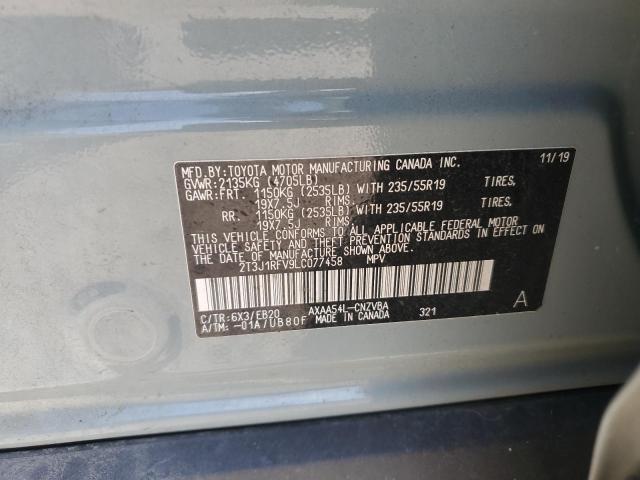 MFD.BY:TOYOTA MOTOR MANUFACTURING CANADA INC. 11/19
GVWR:2135KG (4705LB)
GAWR:FRT. 1150KG (2535LB) WITH 235/55R19 TIRES,
19X7.5J RIMS
RR. 1150KG (2535LB) WITH 235/55R19 TIRES,
19X7.5J RIMS
THIS VEHICLE CONFORMS TO ALL APPLICABLE FEDERAL MOTOR
VEHICLE SAFETY AND THEFT PREVENTION STANDARDS IN EFFECT
ON THE DATE OF MANUFACTURE SHOWN ABOVE.
2T3J1RFV9LC077458 MPV
C/TR:6X3/EB20 AXAA54L-CNZVBA A
A/TM:-01A/UB80F MADE IN CANADA 321